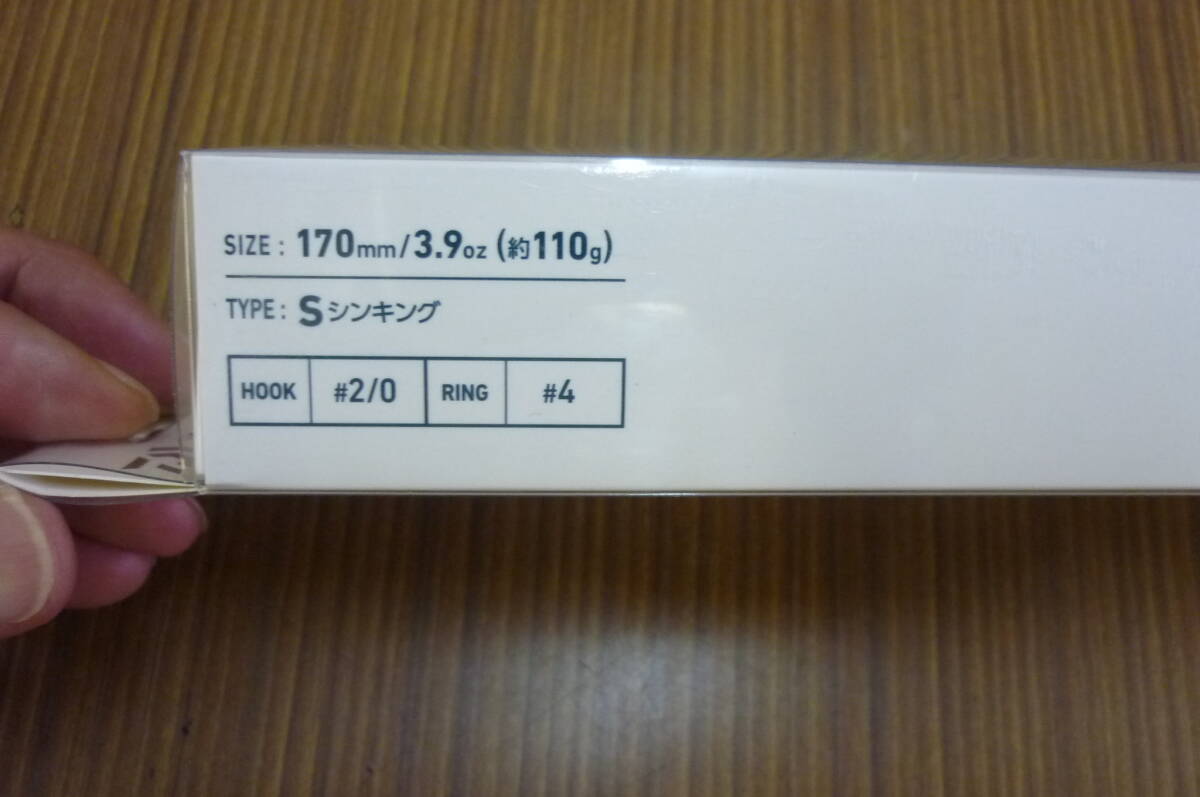 SIZE : 170mm/3.9oz (約110g)
TYPE : Sシンキング
HOOK #2/0 RING #4